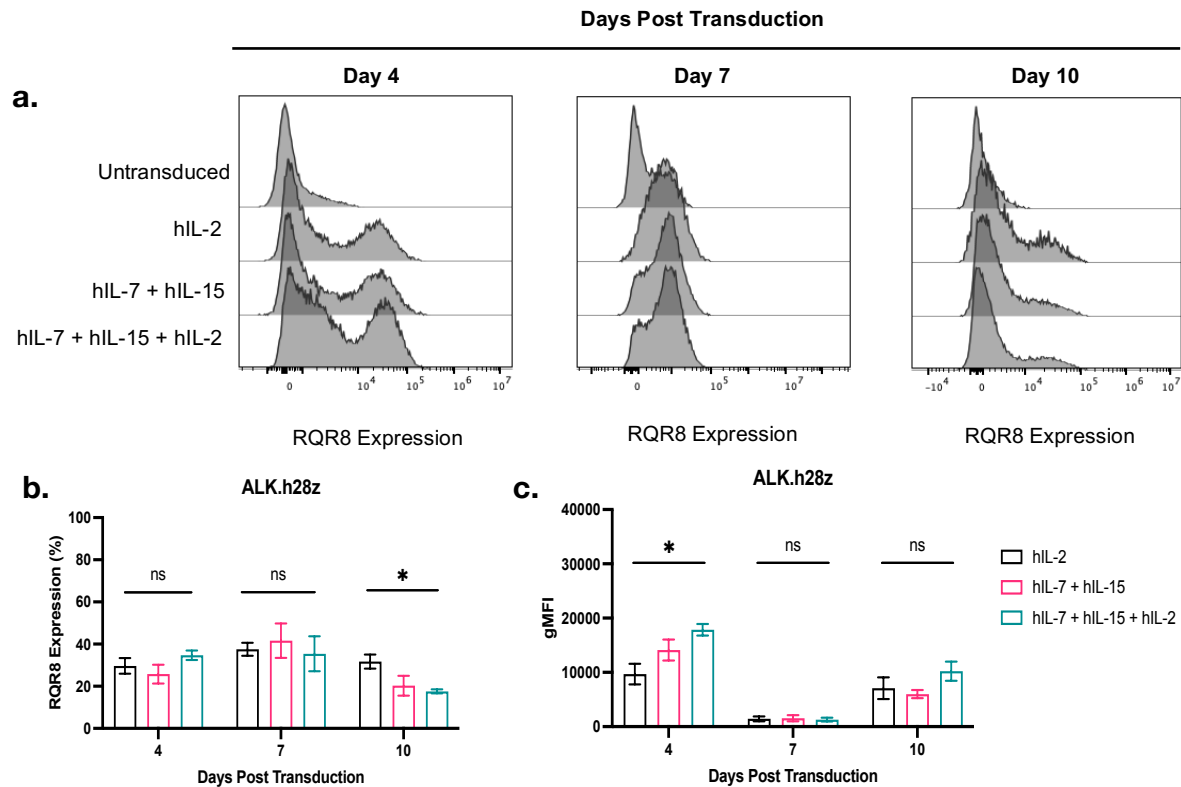 Days Post Transduction
Day 4 Day 7 Day 10
a.
Untransduced
hIL-2
hIL-7 + hIL-15
hIL-7 + hIL-15 + hIL-2
0 10^4 10^5 10^6 10^7
0 10^5 10^7
-10^4 0 10^4 10^5 10^6 10^7
RQR8 Expression RQR8 Expression RQR8 Expression
b.
ALK.h28z
RQR8 Expression (%)
100
80
60
40
20
0
ns ns *
4 7 10
Days Post Transduction
c.
ALK.h28z
gMFI
40000
30000
20000
10000
0
* ns ns
4 7 10
Days Post Transduction
hIL-2
hIL-7 + hIL-15
hIL-7 + hIL-15 + hIL-2